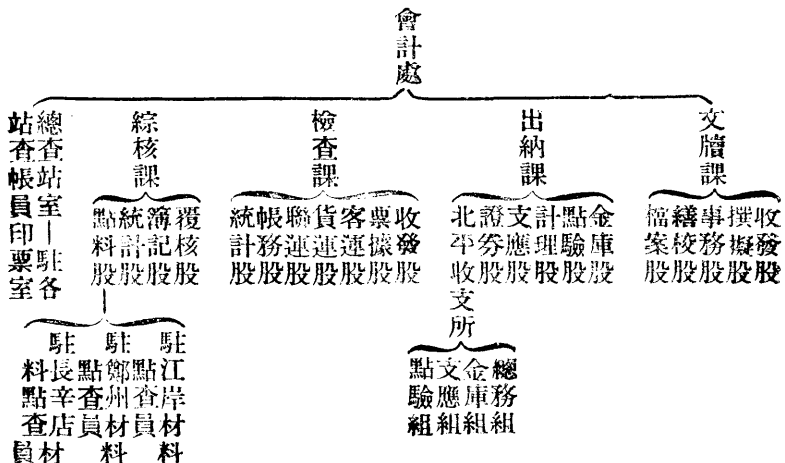 會計處
文牘課
收發股
撰擬股
事務股
繕校股
檔案股
出納課
金庫股
點驗股
計理股
支應股
證券股
北平收支所
總務組
金庫組
支應組
點驗組
檢查課
收發股
票據股
客運股
貨運股
聯運股
帳務股
統計股
綜核課
覆核股
簿記股
統計股
點料股
駐江岸材料
點查員
駐鄭州材料
點查員
駐長辛店材
料點查員
總查站室—駐各
站查帳員印票室